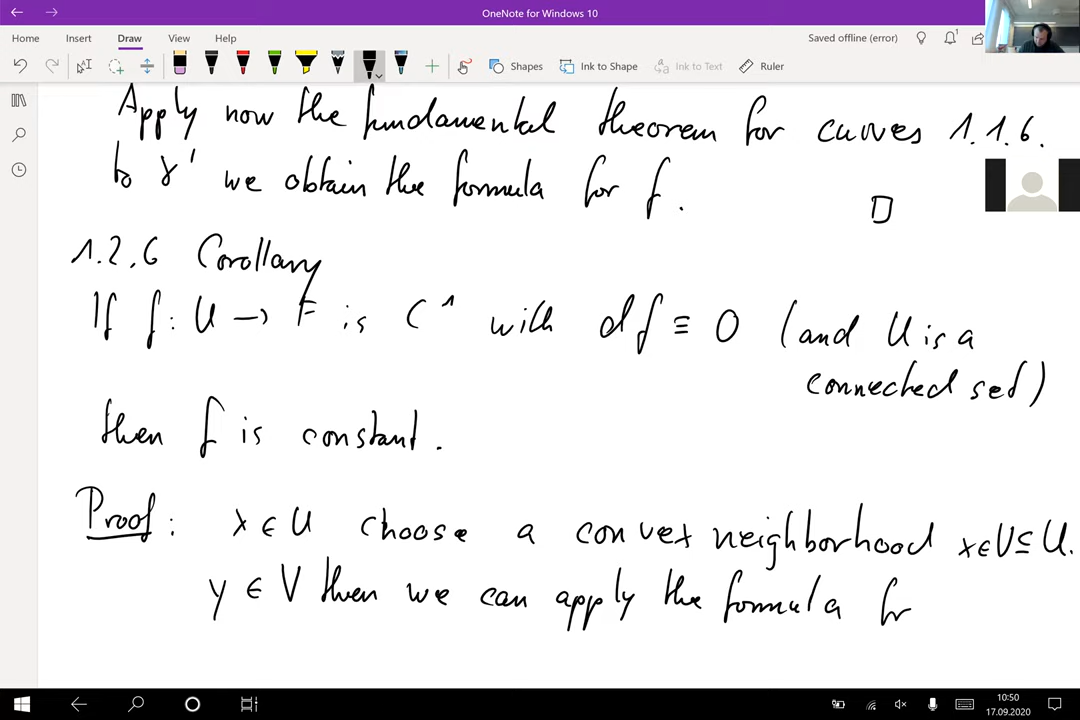 OneNote for Windows 10
Home Insert Draw View Help
Saved offline (error)
Shapes Ink to Shape Ink to Text Ruler
Apply now the fundamental theorem for curves 1.1.6.
to γ' we obtain the formula for f. □
1.2.6 Corollary
If f: U → F is C¹ with df ≡ 0 (and U is a
connected set)
then f is constant.
Proof: x ∈ U choose a convex neighborhood x ∈ V ⊆ U.
y ∈ V then we can apply the formula for
10:50
17.09.2020